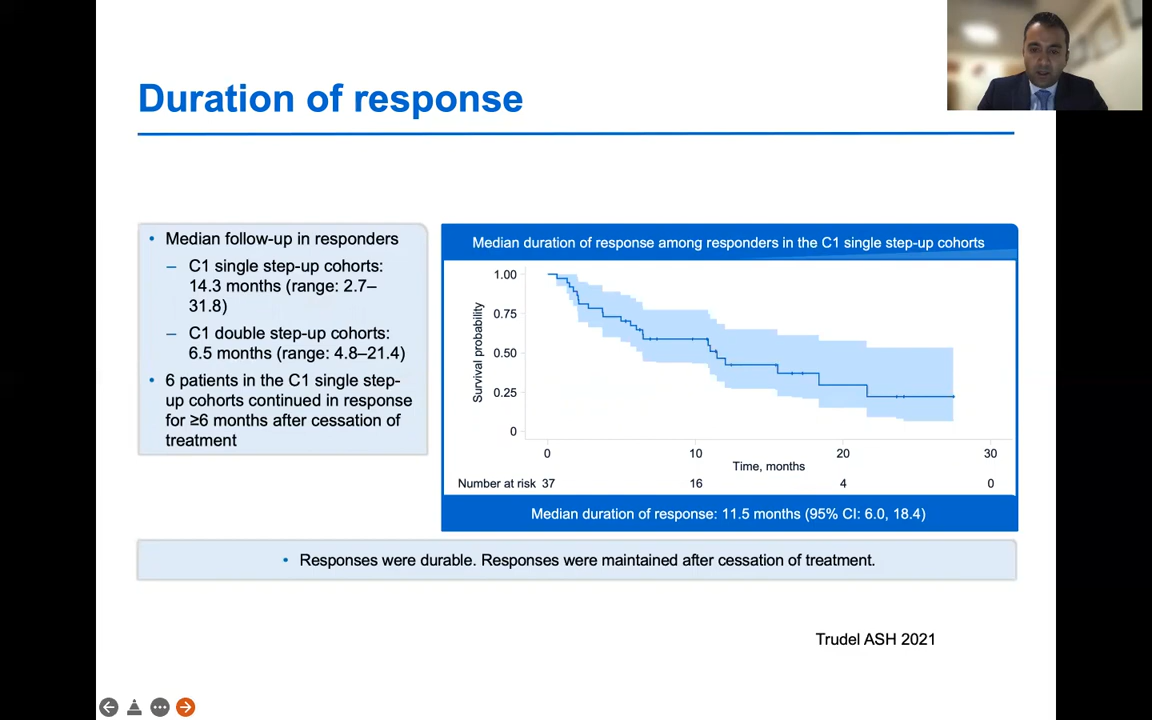 Duration of response
• Median follow-up in responders
– C1 single step-up cohorts:
14.3 months (range: 2.7–
31.8)
– C1 double step-up cohorts:
6.5 months (range: 4.8–21.4)
• 6 patients in the C1 single step-
up cohorts continued in response
for ≥6 months after cessation of
treatment
Median duration of response among responders in the C1 single step-up cohorts
Survival probability
1.00
0.75
0.50
0.25
0
0 10 20 30
Time, months
Number at risk 37 16 4 0
Median duration of response: 11.5 months (95% CI: 6.0, 18.4)
• Responses were durable. Responses were maintained after cessation of treatment.
Trudel ASH 2021